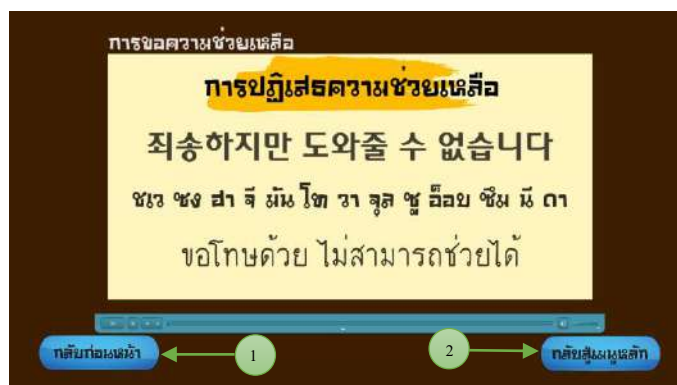 การขอความช่วยเหลือ
การปฏิเสธความช่วยเหลือ
죄송하지만 도와줄 수 없습니다
ชเว ซง ฮา จี มัน โท วา จุล ซู อ็อบ ซึม นี ดา
ขอโทษด้วย ไม่สามารถช่วยได้
กลับก่อนหน้า 1 2 กลับสู่เมนูหลัก